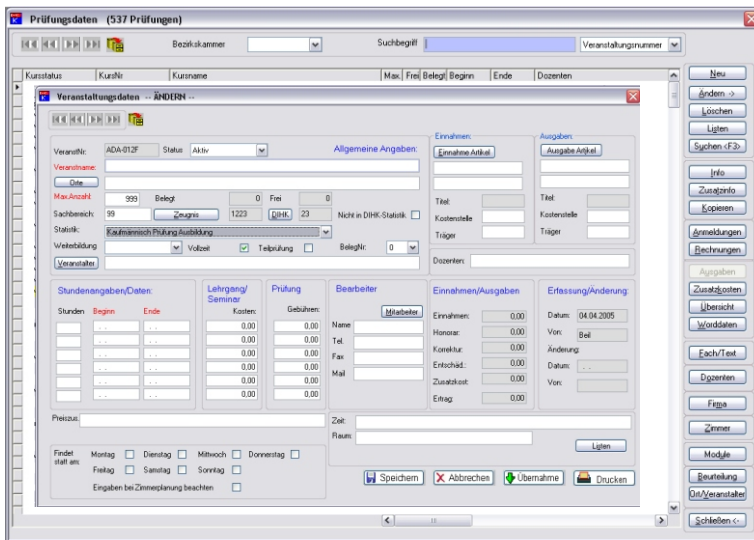 Prüfungsdaten (537 Prüfungen)
Bezirkskammer Suchbegriff Veranstaltungsnummer
Kursstatus KursNr Kursname Max. Frei Belegt Beginn Ende Dozenten
Veranstaltungsdaten -- ÄNDERN --
VeranstNr: ADA-012F Status Aktiv Allgemeine Angaben:
Veranstname:
Orte
Max.Anzahl 999 Belegt 0 Frei 0
Sachbereich: 99 Zeugnis 1223 DIHK 23 Nicht in DIHK-Statistik
Statistik: Kaufmännisch Prüfung Ausbildung
Weiterbildung Vollzeit Teilprüfung BelegNr: 0
Veranstalter
Einnahmen:
Einnahme Artikel
Titel:
Kostenstelle
Träger
Ausgaben:
Ausgabe Artikel
Titel:
Kostenstelle
Träger
Dozenten:
Stundenangaben/Daten:
Stunden Beginn Ende
. . . .
. . . .
. . . .
. . . .
. . . .
. . . .
Lehrgang/
Seminar
Kosten:
0,00
0,00
0,00
0,00
0,00
0,00
Prüfung
Gebühren:
0,00
0,00
0,00
0,00
0,00
0,00
Bearbeiter
Mitarbeiter
Name
Tel.
Fax
Mail
Einnahmen/Ausgaben
Einnahmen: 0,00
Honorar: 0,00
Korrektur: 0,00
Entschäd.: 0,00
Zusatzkost: 0,00
Ertrag: 0,00
Erfassung/Änderung:
Datum: 04.04.2005
Von: Beil
Änderung:
Datum: . .
Von:
Preiszus:
Zeit:
Raum:
Listen
Findet
statt am:
Montag Dienstag Mittwoch Donnerstag
Freitag Samstag Sonntag
Eingaben bei Zimmerplanung beachten
Speichern Abbrechen Übernahme Drucken
Neu
Ändern ->
Löschen
Listen
Suchen <F3>
Info
Zusatzinfo
Kopieren
Anmeldungen
Rechnungen
Ausgaben
Zusatzkosten
Übersicht
Worddaten
Fach/Text
Dozenten
Firma
Zimmer
Module
Beurteilung
Ort/Veranstalter
Schließen <-